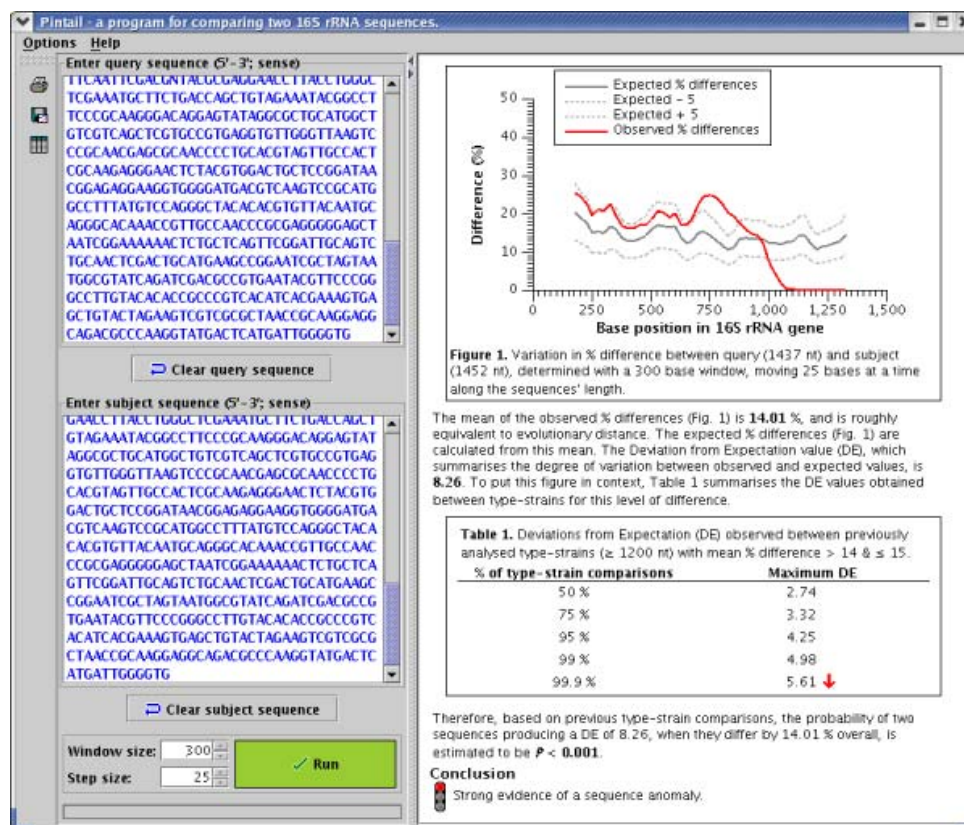 Pintail - a program for comparing two 16S rRNA sequences.
Options Help
Enter query sequence (5'-3'; sense)
TTCAATTCGACGNTACGCGAGGAACCTTACCTGGGC
TCGAAATGCTTCTGACCAGCTGTAGAAATACGGCCT
TCCCGCAAGGGACAGGAGTATAGGCGCTGCATGGCT
GTCGTCAGCTCGTGCCGTGAGGTGTTGGGTTAAGTC
CCGCAACGAGCGCAACCCCTGCACGTAGTTGCCACT
CGCAAGAGGGAACTCTACGTGGACTGCTCCGGATAA
CGGAGAGGAAGGTGGGGATGACGTCAAGTCCGCATG
GCCTTTATGTCCAGGGCTACACACGTGTTACAATGC
AGGGCACAAACCGTTGCCAACCCGCGAGGGGGAGCT
AATCGGAAAAAACTCTGCTCAGTTCGGATTGCAGTC
TGCAACTCGACTGCATGAAGCCGGAATCGCTAGTAA
TGGCGTATCAGATCGACGCCGTGAATACGTTCCCGG
GCCTTGTACACACCGCCCGTCACATCACGAAAGTGA
GCTGTACTAGAAGTCGTCGCGCTAACCGCAAGGAGG
CAGACGCCCAAGGTATGACTCATGATTGGGGTG
Clear query sequence
Enter subject sequence (5'-3'; sense)
GAACCTTACCTGGGCTCGAAATGCTTCTGACCAGCT
GTAGAAATACGGCCTTCCCGCAAGGGACAGGAGTAT
AGGCGCTGCATGGCTGTCGTCAGCTCGTGCCGTGAG
GTGTTGGGTTAAGTCCCGCAACGAGCGCAACCCCTG
CACGTAGTTGCCACTCGCAAGAGGGAACTCTACGTG
GACTGCTCCGGATAACGGAGAGGAAGGTGGGGATGA
CGTCAAGTCCGCATGGCCTTTATGTCCAGGGCTACA
CACGTGTTACAATGCAGGGCACAAACCGTTGCCAAC
CCGCGAGGGGGAGCTAATCGGAAAAAACTCTGCTCA
GTTCGGATTGCAGTCTGCAACTCGACTGCATGAAGC
CGGAATCGCTAGTAATGGCGTATCAGATCGACGCCG
TGAATACGTTCCCGGGCCTTGTACACACCGCCCGTC
ACATCACGAAAGTGAGCTGTACTAGAAGTCGTCGCG
CTAACCGCAAGGAGGCAGACGCCCAAGGTATGACTC
ATGATTGGGGTG
Clear subject sequence
Window size: 300
Step size: 25
Run
Expected % differences
Expected - 5
Expected + 5
Observed % differences
Difference (%)
50
40
30
20
10
0
0 250 500 750 1,000 1,250 1,500
Base position in 16S rRNA gene
Figure 1. Variation in % difference between query (1437 nt) and subject
(1452 nt), determined with a 300 base window, moving 25 bases at a time
along the sequences' length.
The mean of the observed % differences (Fig. 1) is 14.01 %, and is roughly
equivalent to evolutionary distance. The expected % differences (Fig. 1) are
calculated from this mean. The Deviation from Expectation value (DE), which
summarises the degree of variation between observed and expected values, is
8.26. To put this figure in context, Table 1 summarises the DE values obtained
between type-strains for this level of difference.
Table 1. Deviations from Expectation (DE) observed between previously
analysed type-strains (≥ 1200 nt) with mean % difference > 14 & ≤ 15.
% of type-strain comparisons Maximum DE
50 % 2.74
75 % 3.32
95 % 4.25
99 % 4.98
99.9 % 5.61
Therefore, based on previous type-strain comparisons, the probability of two
sequences producing a DE of 8.26, when they differ by 14.01 % overall, is
estimated to be P < 0.001.
Conclusion
Strong evidence of a sequence anomaly.